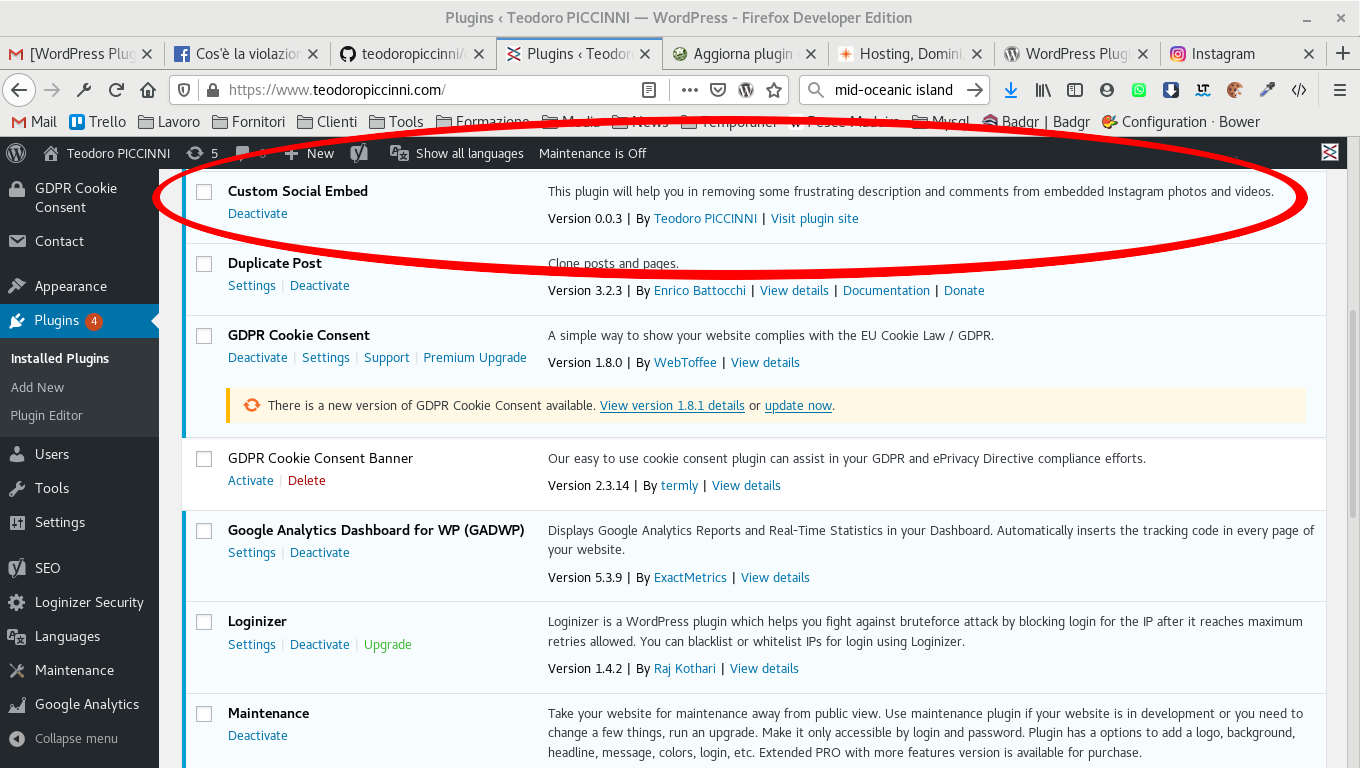 Plugins ‹ Teodoro PICCINNI — WordPress - Firefox Developer Edition
[WordPress Plug
Cos'è la violazion
teodoropiccinni/
Plugins ‹ Teodor
Aggiorna plugin
Hosting, Domini,
WordPress Plugi
Instagram
https://www.teodoropiccinni.com/
mid-oceanic island
Mail
Trello
Lavoro
Fornitori
Clienti
Tools
Formazione
Media
News
Temporanei
Mysql
Badgr | Badgr
Configuration · Bower
Teodoro PICCINNI
5
New
Show all languages
Maintenance is Off
GDPR Cookie
Consent
Contact
Appearance
Plugins 4
Installed Plugins
Add New
Plugin Editor
Users
Tools
Settings
SEO
Loginizer Security
Languages
Maintenance
Google Analytics
Collapse menu
Custom Social Embed
Deactivate
This plugin will help you in removing some frustrating description and comments from embedded Instagram photos and videos.
Version 0.0.3 | By Teodoro PICCINNI | Visit plugin site
Duplicate Post
Settings | Deactivate
Clone posts and pages.
Version 3.2.3 | By Enrico Battocchi | View details | Documentation | Donate
GDPR Cookie Consent
Deactivate | Settings | Support | Premium Upgrade
A simple way to show your website complies with the EU Cookie Law / GDPR.
Version 1.8.0 | By WebToffee | View details
There is a new version of GDPR Cookie Consent available. View version 1.8.1 details or update now.
GDPR Cookie Consent Banner
Activate | Delete
Our easy to use cookie consent plugin can assist in your GDPR and ePrivacy Directive compliance efforts.
Version 2.3.14 | By termly | View details
Google Analytics Dashboard for WP (GADWP)
Settings | Deactivate
Displays Google Analytics Reports and Real-Time Statistics in your Dashboard. Automatically inserts the tracking code in every page of
your website.
Version 5.3.9 | By ExactMetrics | View details
Loginizer
Settings | Deactivate | Upgrade
Loginizer is a WordPress plugin which helps you fight against bruteforce attack by blocking login for the IP after it reaches maximum
retries allowed. You can blacklist or whitelist IPs for login using Loginizer.
Version 1.4.2 | By Raj Kothari | View details
Maintenance
Deactivate
Take your website for maintenance away from public view. Use maintenance plugin if your website is in development or you need to
change a few things, run an upgrade. Make it only accessible by login and password. Plugin has a options to add a logo, background,
headline, message, colors, login, etc. Extended PRO with more features version is available for purchase.